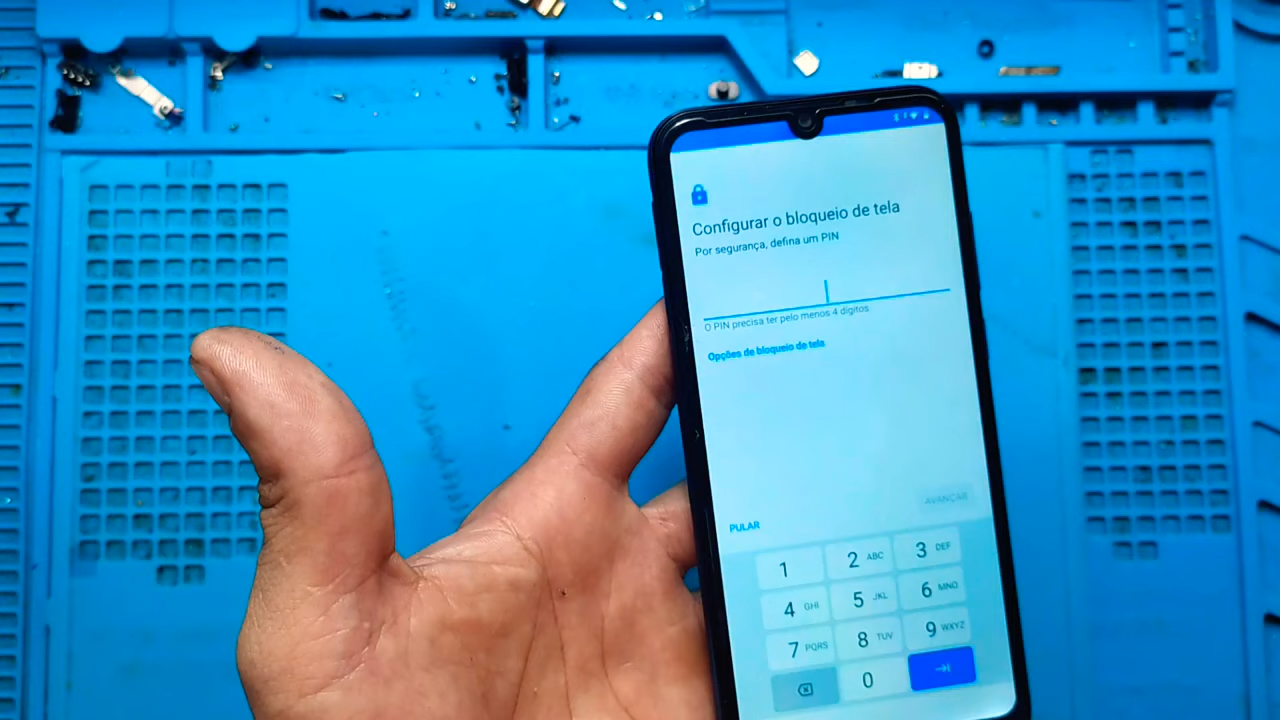 Configurar o bloqueio de tela
Por segurança, defina um PIN
O PIN precisa ter pelo menos 4 dígitos
Opções de bloqueio de tela
AVANÇAR
PULAR
1
2 ABC
3 DEF
4 GHI
5 JKL
6 MNO
7 PQRS
8 TUV
9 WXYZ
0